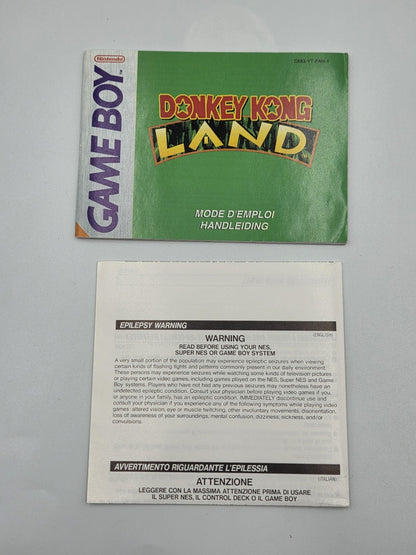 Nintendo
GAME BOY
DMG-YT-FAH-1
DONKEY KONG
LAND
MODE D'EMPLOI
HANDLEIDING
EPILEPSY WARNING
(ENGLISH)
WARNING
READ BEFORE USING YOUR NES,
SUPER NES OR GAME BOY SYSTEM
A very small portion of the population may experience epileptic seizures when viewing
certain kinds of flashing lights and patterns commonly present in our daily environment.
These persons may experience seizures while watching some kinds of television pictures
or playing certain video games, including games played on the NES, Super NES and Game
Boy systems. Players who have not had any previous seizures may nonetheless have an
undetected epileptic condition. Consult your physician before playing video games if you,
or anyone in your family, has an epileptic condition. IMMEDIATELY discontinue use and
consult your physician if you experience any of the following symptoms while playing video
games: altered vision, eye or muscle twitching, other involuntary movements, disorientation,
loss of awareness of your surroundings, mental confusion, dizziness, sickness, and/or
convulsions.
AVVERTIMENTO RIGUARDANTE L'EPILESSIA
(ITALIAN)
ATTENZIONE
LEGGERE CON LA MASSIMA ATTENZIONE PRIMA DI USARE
IL SUPER NES, IL CONTROL DECK O IL GAME BOY